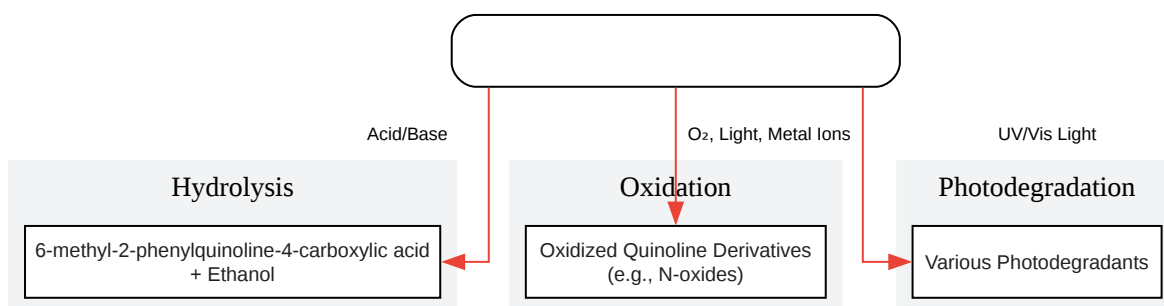 Acid/Base
O₂, Light, Metal Ions
UV/Vis Light
Hydrolysis
Oxidation
Photodegradation
6-methyl-2-phenylquinoline-4-carboxylic acid
+ Ethanol
Oxidized Quinoline Derivatives
(e.g., N-oxides)
Various Photodegradants